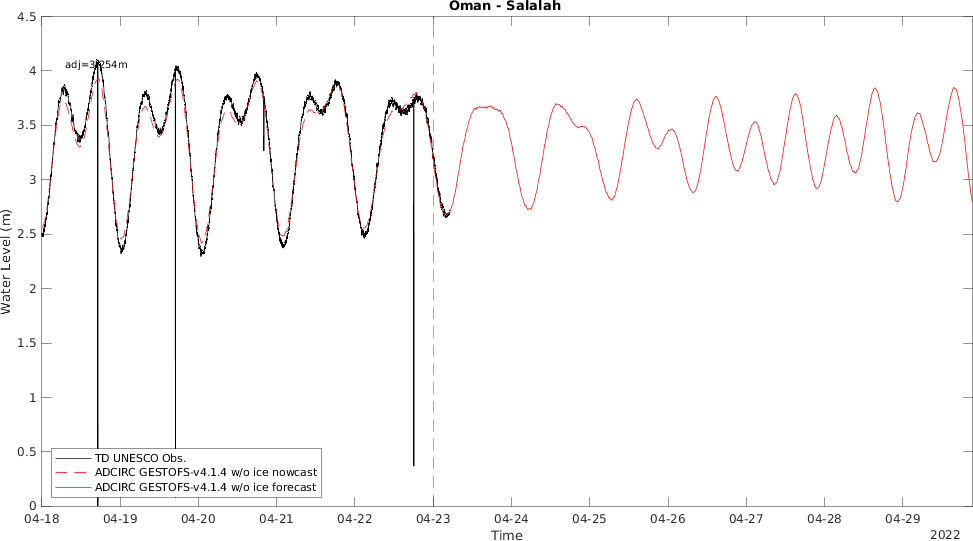 Oman - Salalah
4.5
4
3.5
3
2.5
2
1.5
1
0.5
0
Water Level (m)
adj=3.254m
TD UNESCO Obs.
ADCIRC GESTOFS-v4.1.4 w/o ice nowcast
ADCIRC GESTOFS-v4.1.4 w/o ice forecast
04-18 04-19 04-20 04-21 04-22 04-23 04-24 04-25 04-26 04-27 04-28 04-29
Time
2022